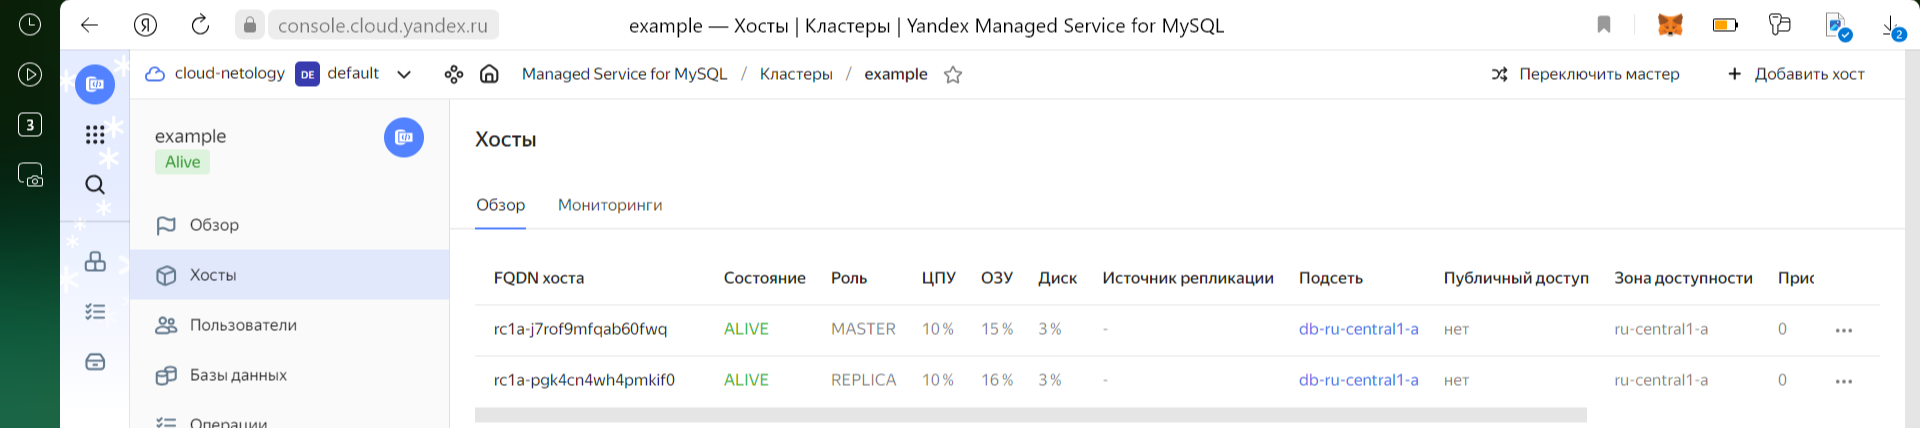 console.cloud.yandex.ru
example — Хосты | Кластеры | Yandex Managed Service for MySQL
2
cloud-netology DE default
Managed Service for MySQL / Кластеры / example
Переключить мастер
+ Добавить хост
3
example
Alive
Обзор
Хосты
Пользователи
Базы данных
Операции
Хосты
Обзор Мониторинги
FQDN хоста Состояние Роль ЦПУ ОЗУ Диск Источник репликации Подсеть Публичный доступ Зона доступности Прис
rc1a-j7rof9mfqab60fwq ALIVE MASTER 10 % 15 % 3 % - db-ru-central1-a нет ru-central1-a 0 ...
rc1a-pgk4cn4wh4pmkif0 ALIVE REPLICA 10 % 16 % 3 % - db-ru-central1-a нет ru-central1-a 0 ...